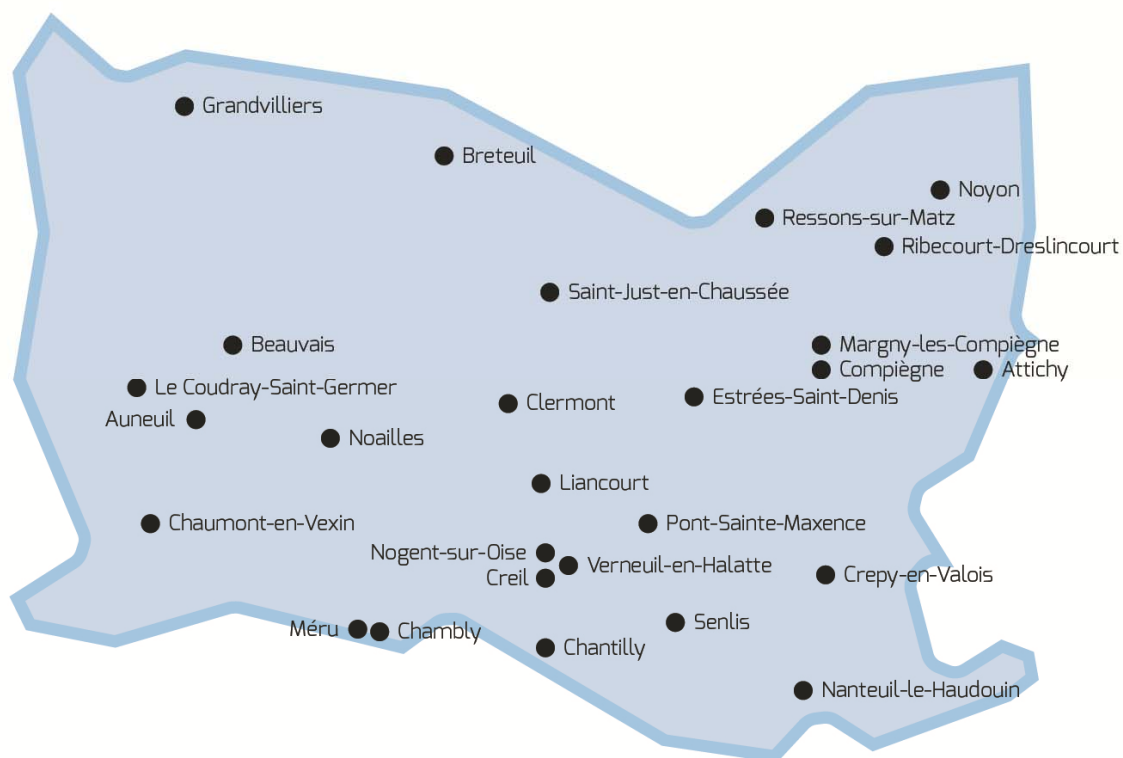 Grandvilliers
Breteuil
Noyon
Ressons-sur-Matz
Ribecourt-Dreslincourt
Saint-Just-en-Chaussée
Beauvais
Margny-les-Compiègne
Compiègne
Attichy
Le Coudray-Saint-Germer
Estrées-Saint-Denis
Clermont
Auneuil
Noailles
Liancourt
Chaumont-en-Vexin
Pont-Sainte-Maxence
Nogent-sur-Oise
Verneuil-en-Halatte
Creil
Crepy-en-Valois
Senlis
Méru
Chambly
Chantilly
Nanteuil-le-Haudouin